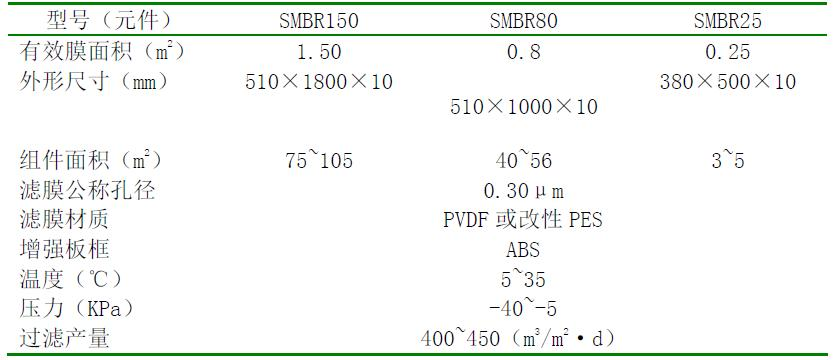 型号（元件） SMBR150 SMBR80 SMBR25
有效膜面积（m²） 1.50 0.8 0.25
外形尺寸（mm） 510×1800×10 380×500×10
510×1000×10
组件面积（m²） 75~105 40~56 3~5
滤膜公称孔径 0.30μm
滤膜材质 PVDF 或改性 PES
增强板框 ABS
温度（℃） 5~35
压力（KPa） -40~-5
过滤产量 400~450（m³/m²·d）